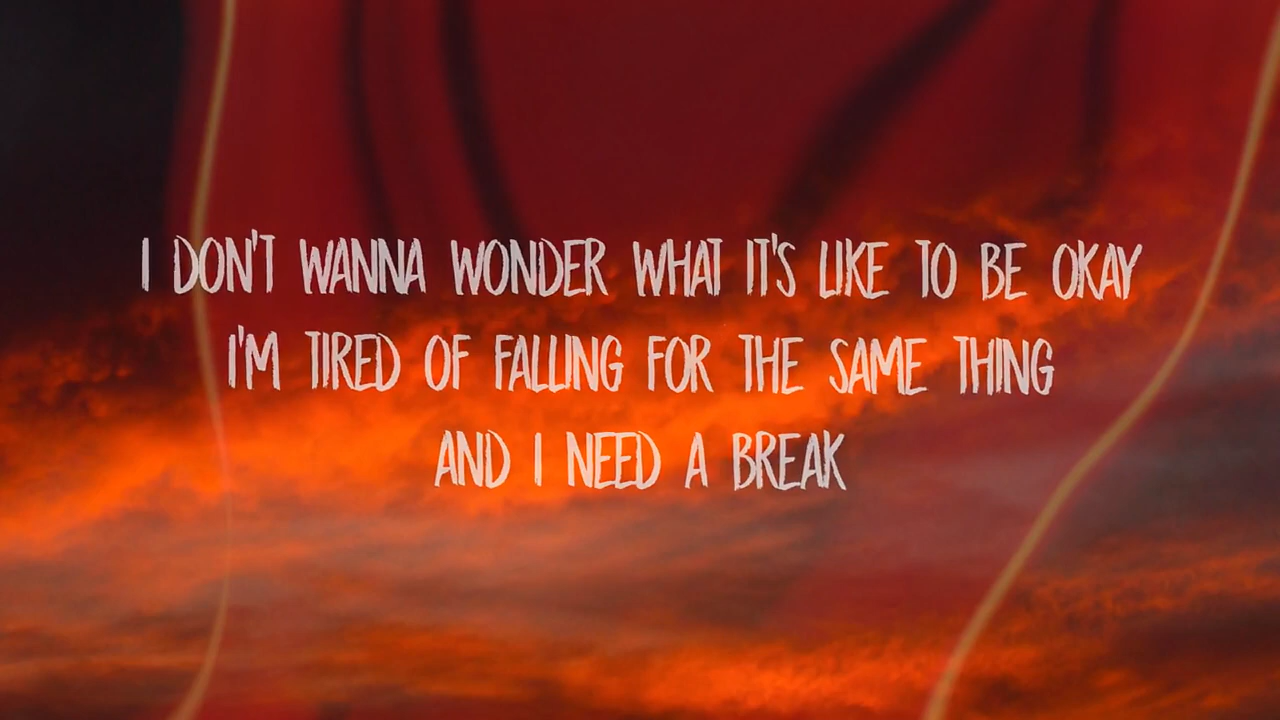 I DON'T WANNA WONDER WHAT IT'S LIKE TO BE OKAY
I'M TIRED OF FALLING FOR THE SAME THING
AND I NEED A BREAK